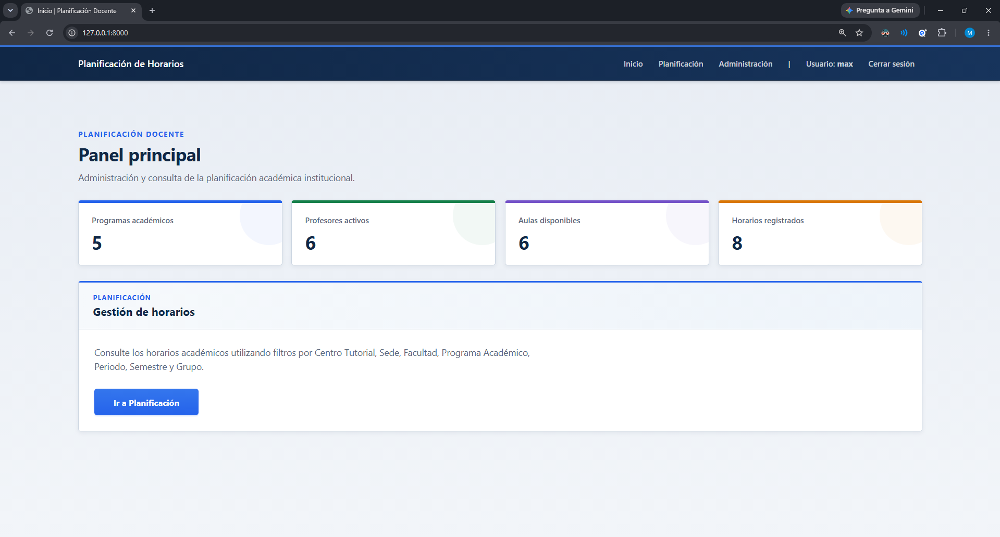 Inicio | Planificación Docente
Pregunta a Gemini
127.0.0.1:8000
M
Planificación de Horarios
Inicio
Planificación
Administración
|
Usuario: max
Cerrar sesión
PLANIFICACIÓN DOCENTE
Panel principal
Administración y consulta de la planificación académica institucional.
Programas académicos
5
Profesores activos
6
Aulas disponibles
6
Horarios registrados
8
PLANIFICACIÓN
Gestión de horarios
Consulte los horarios académicos utilizando filtros por Centro Tutorial, Sede, Facultad, Programa Académico,
Periodo, Semestre y Grupo.
Ir a Planificación